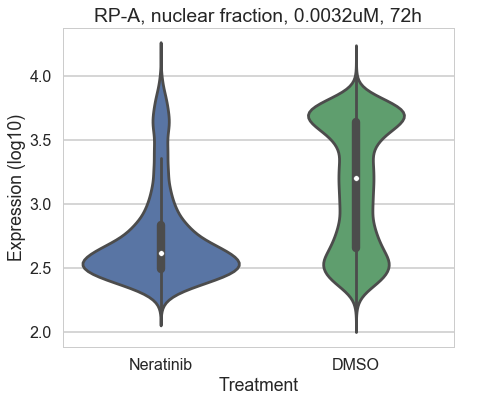 RP-A, nuclear fraction, 0.0032uM, 72h
Expression (log10)
4.0
3.5
3.0
2.5
2.0
Neratinib DMSO
Treatment